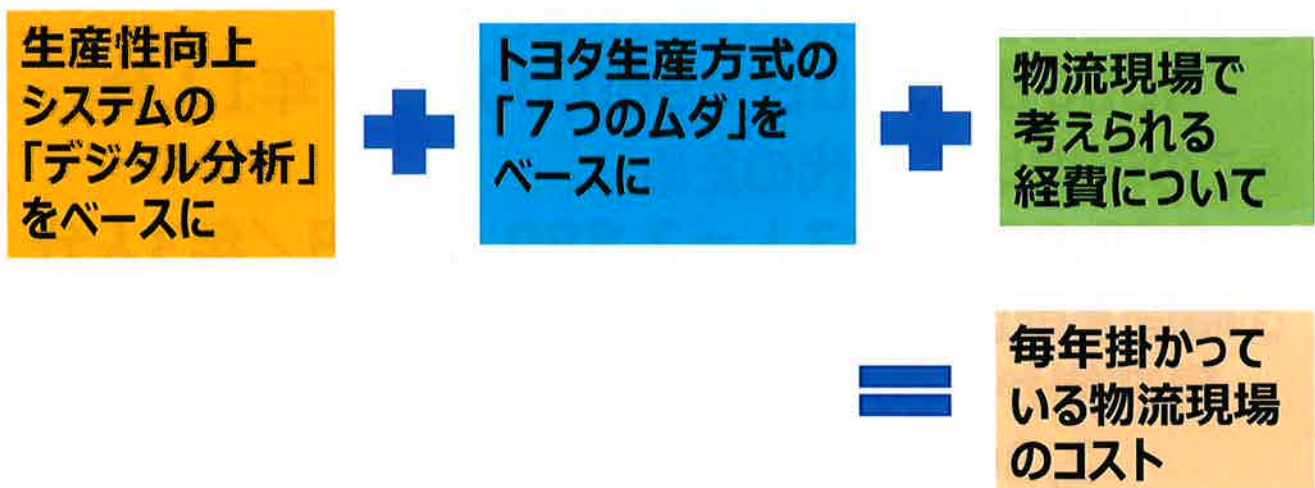 生産性向上
システムの
「デジタル分析」
をベースに
トヨタ生産方式の
「７つのムダ」を
ベースに
物流現場で
考えられる
経費について
毎年掛かって
いる物流現場
のコスト